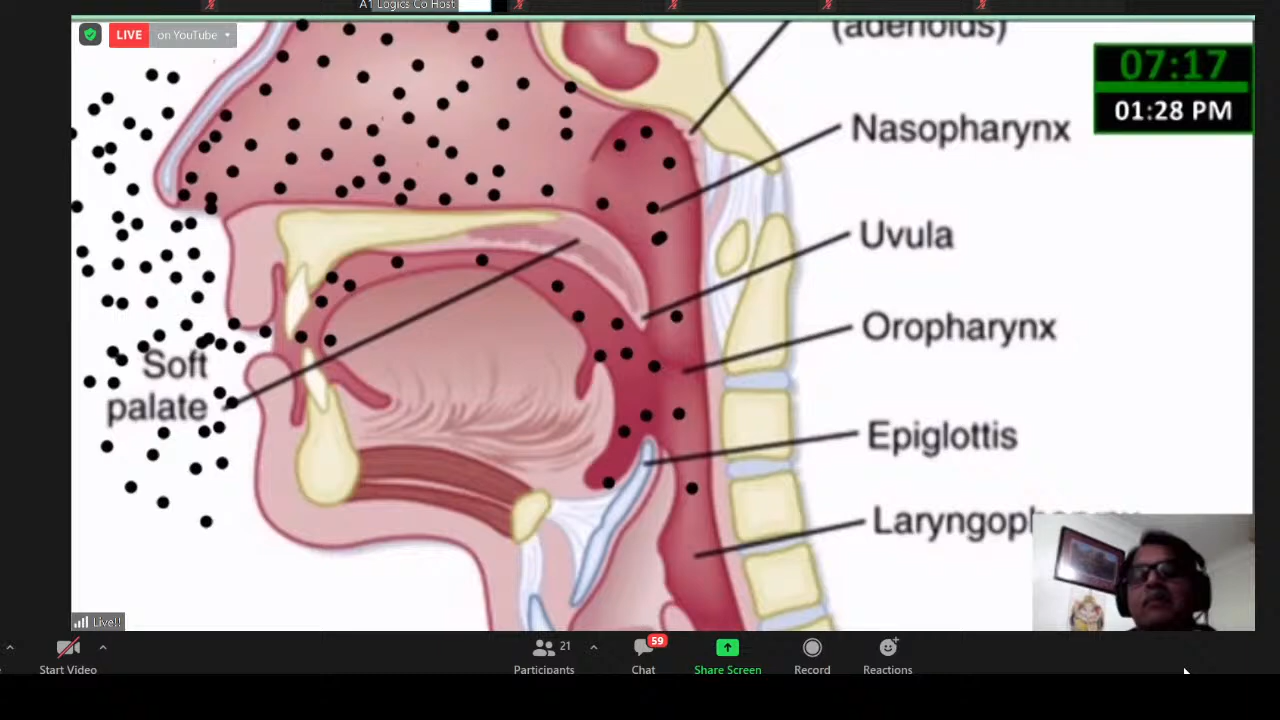 A1 Logics Co Host
LIVE on YouTube
(adenoids)
07:17
01:28 PM
Nasopharynx
Uvula
Oropharynx
Soft
palate
Epiglottis
Live!!
Start Video
Participants
21
Chat
59
Share Screen
Record
Reactions